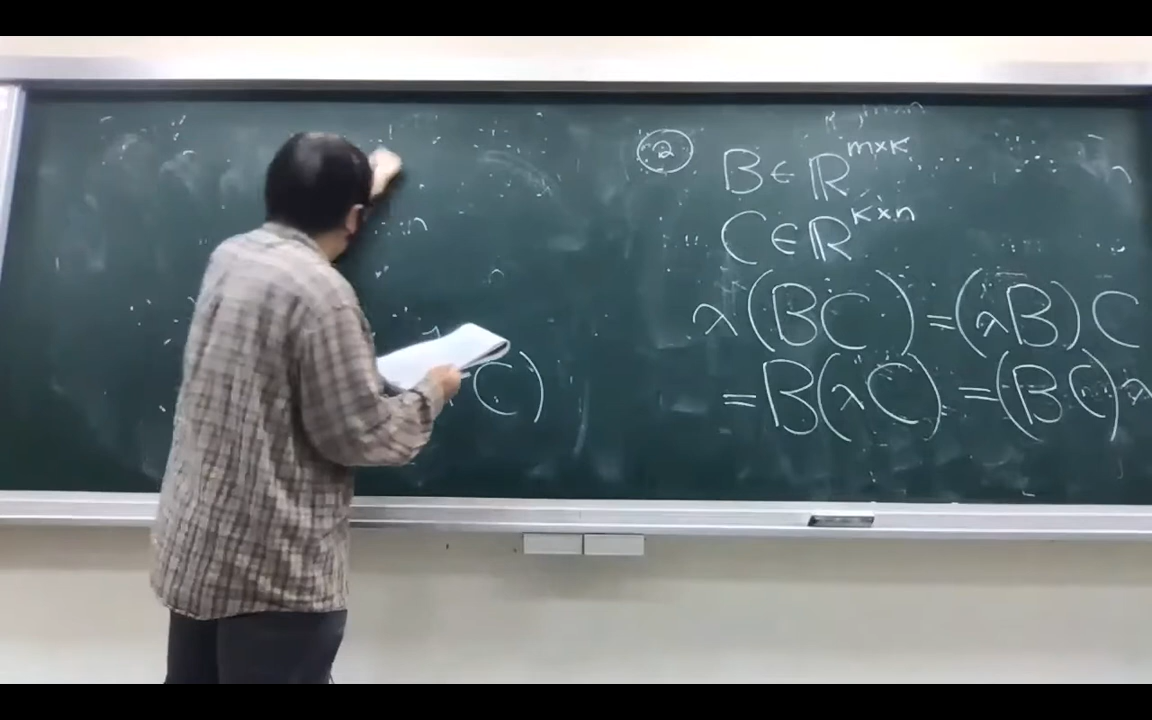 ② B ∈ ℝ^{m×k}
C ∈ ℝ^{k×n}
λ(BC) = (λB)C
= B(λC) = (BC)λ
n
C)